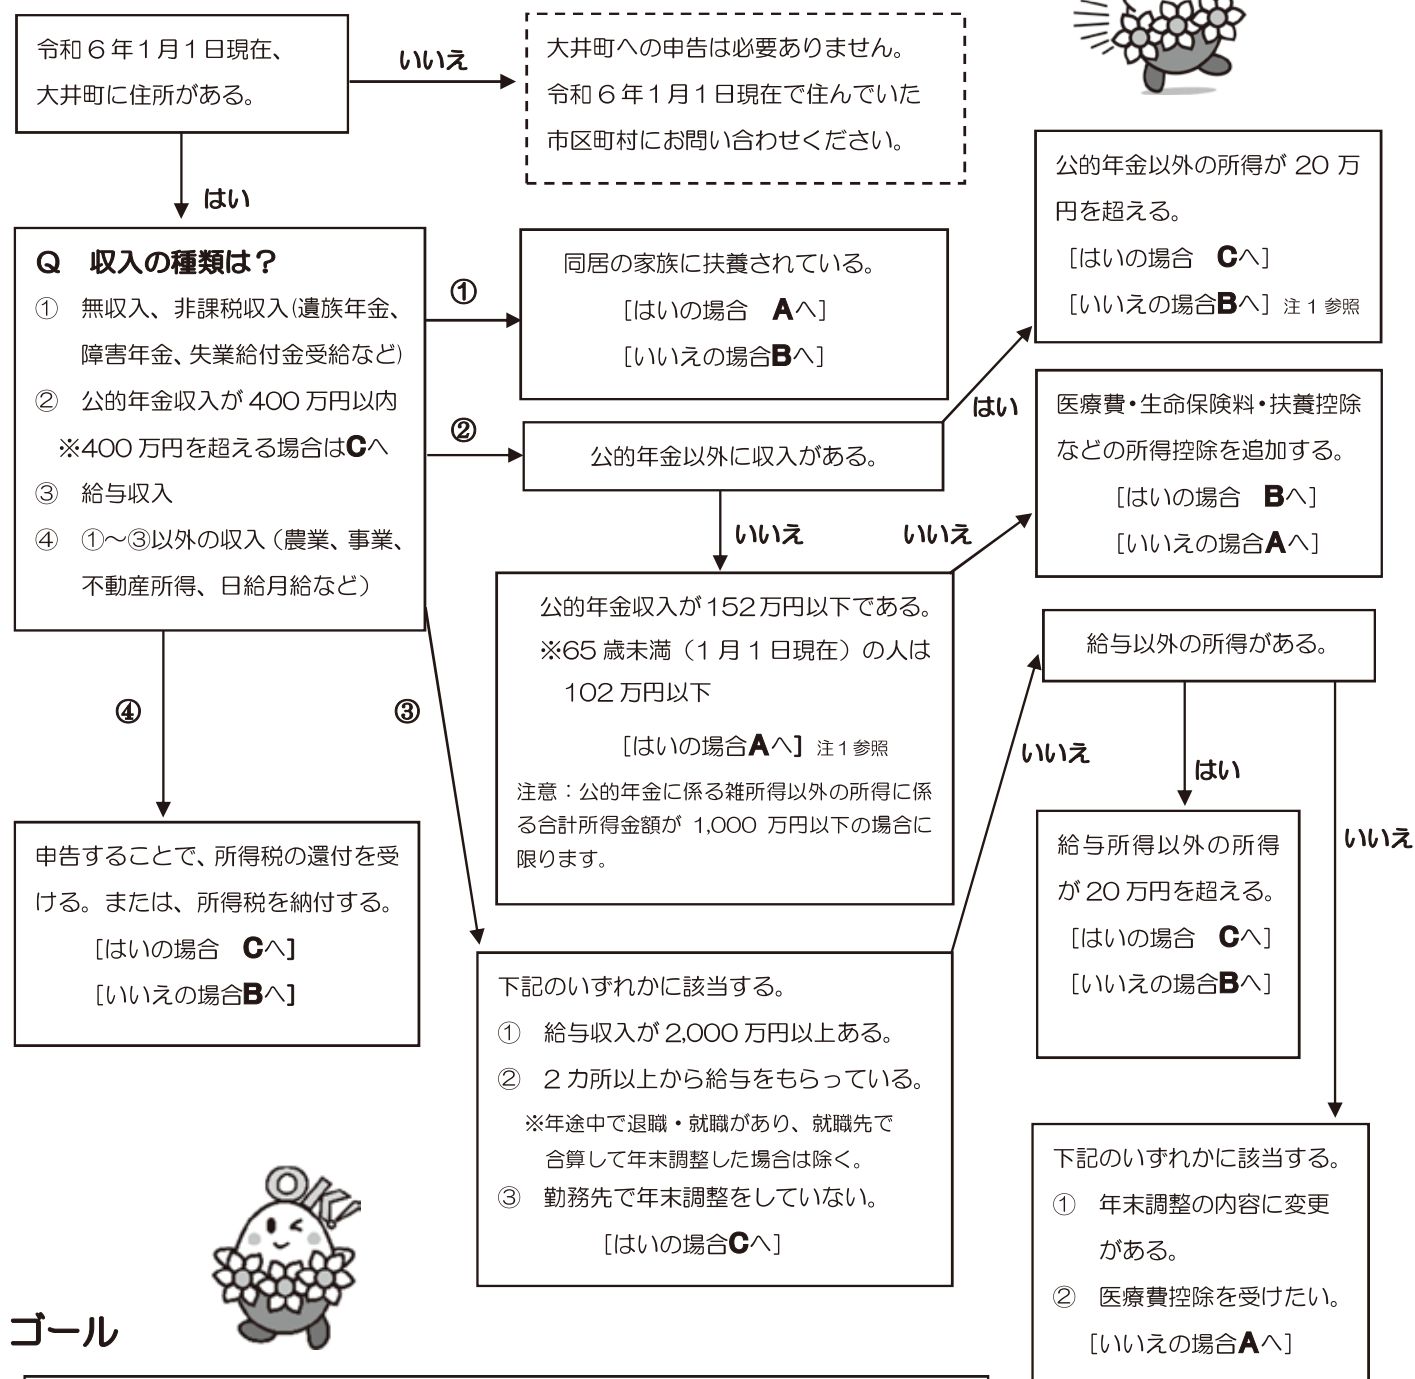 令和6年1月1日現在、
大井町に住所がある。
いいえ
大井町への申告は必要ありません。
令和6年1月1日現在で住んでいた
市区町村にお問い合わせください。
はい
Q 収入の種類は？
① 無収入、非課税収入(遺族年金、
障害年金、失業給付金受給など)
② 公的年金収入が400万円以内
※400万円を超える場合はCへ
③ 給与収入
④ ①～③以外の収入（農業、事業、
不動産所得、日給月給など）
①
同居の家族に扶養されている。
[はいの場合 Aへ]
[いいえの場合Bへ]
②
公的年金以外に収入がある。
はい
公的年金以外の所得が 20 万
円を超える。
[はいの場合 Cへ]
[いいえの場合Bへ] 注1参照
いいえ
公的年金収入が152万円以下である。
※65歳未満（1月1日現在）の人は
102万円以下
[はいの場合Aへ] 注1参照
注意：公的年金に係る雑所得以外の所得に係
る合計所得金額が 1,000 万円以下の場合に
限ります。
いいえ
医療費・生命保険料・扶養控除
などの所得控除を追加する。
[はいの場合 Bへ]
[いいえの場合Aへ]
④
申告することで、所得税の還付を受
ける。または、所得税を納付する。
[はいの場合 Cへ]
[いいえの場合Bへ]
③
下記のいずれかに該当する。
① 給与収入が2,000万円以上ある。
② 2カ所以上から給与をもらっている。
※年途中で退職・就職があり、就職先で
合算して年末調整した場合は除く。
③ 勤務先で年末調整をしていない。
[はいの場合Cへ]
いいえ
給与以外の所得がある。
はい
給与所得以外の所得
が20万円を超える。
[はいの場合 Cへ]
[いいえの場合Bへ]
いいえ
下記のいずれかに該当する。
① 年末調整の内容に変更
がある。
② 医療費控除を受けたい。
[いいえの場合Aへ]
OK!
ゴール